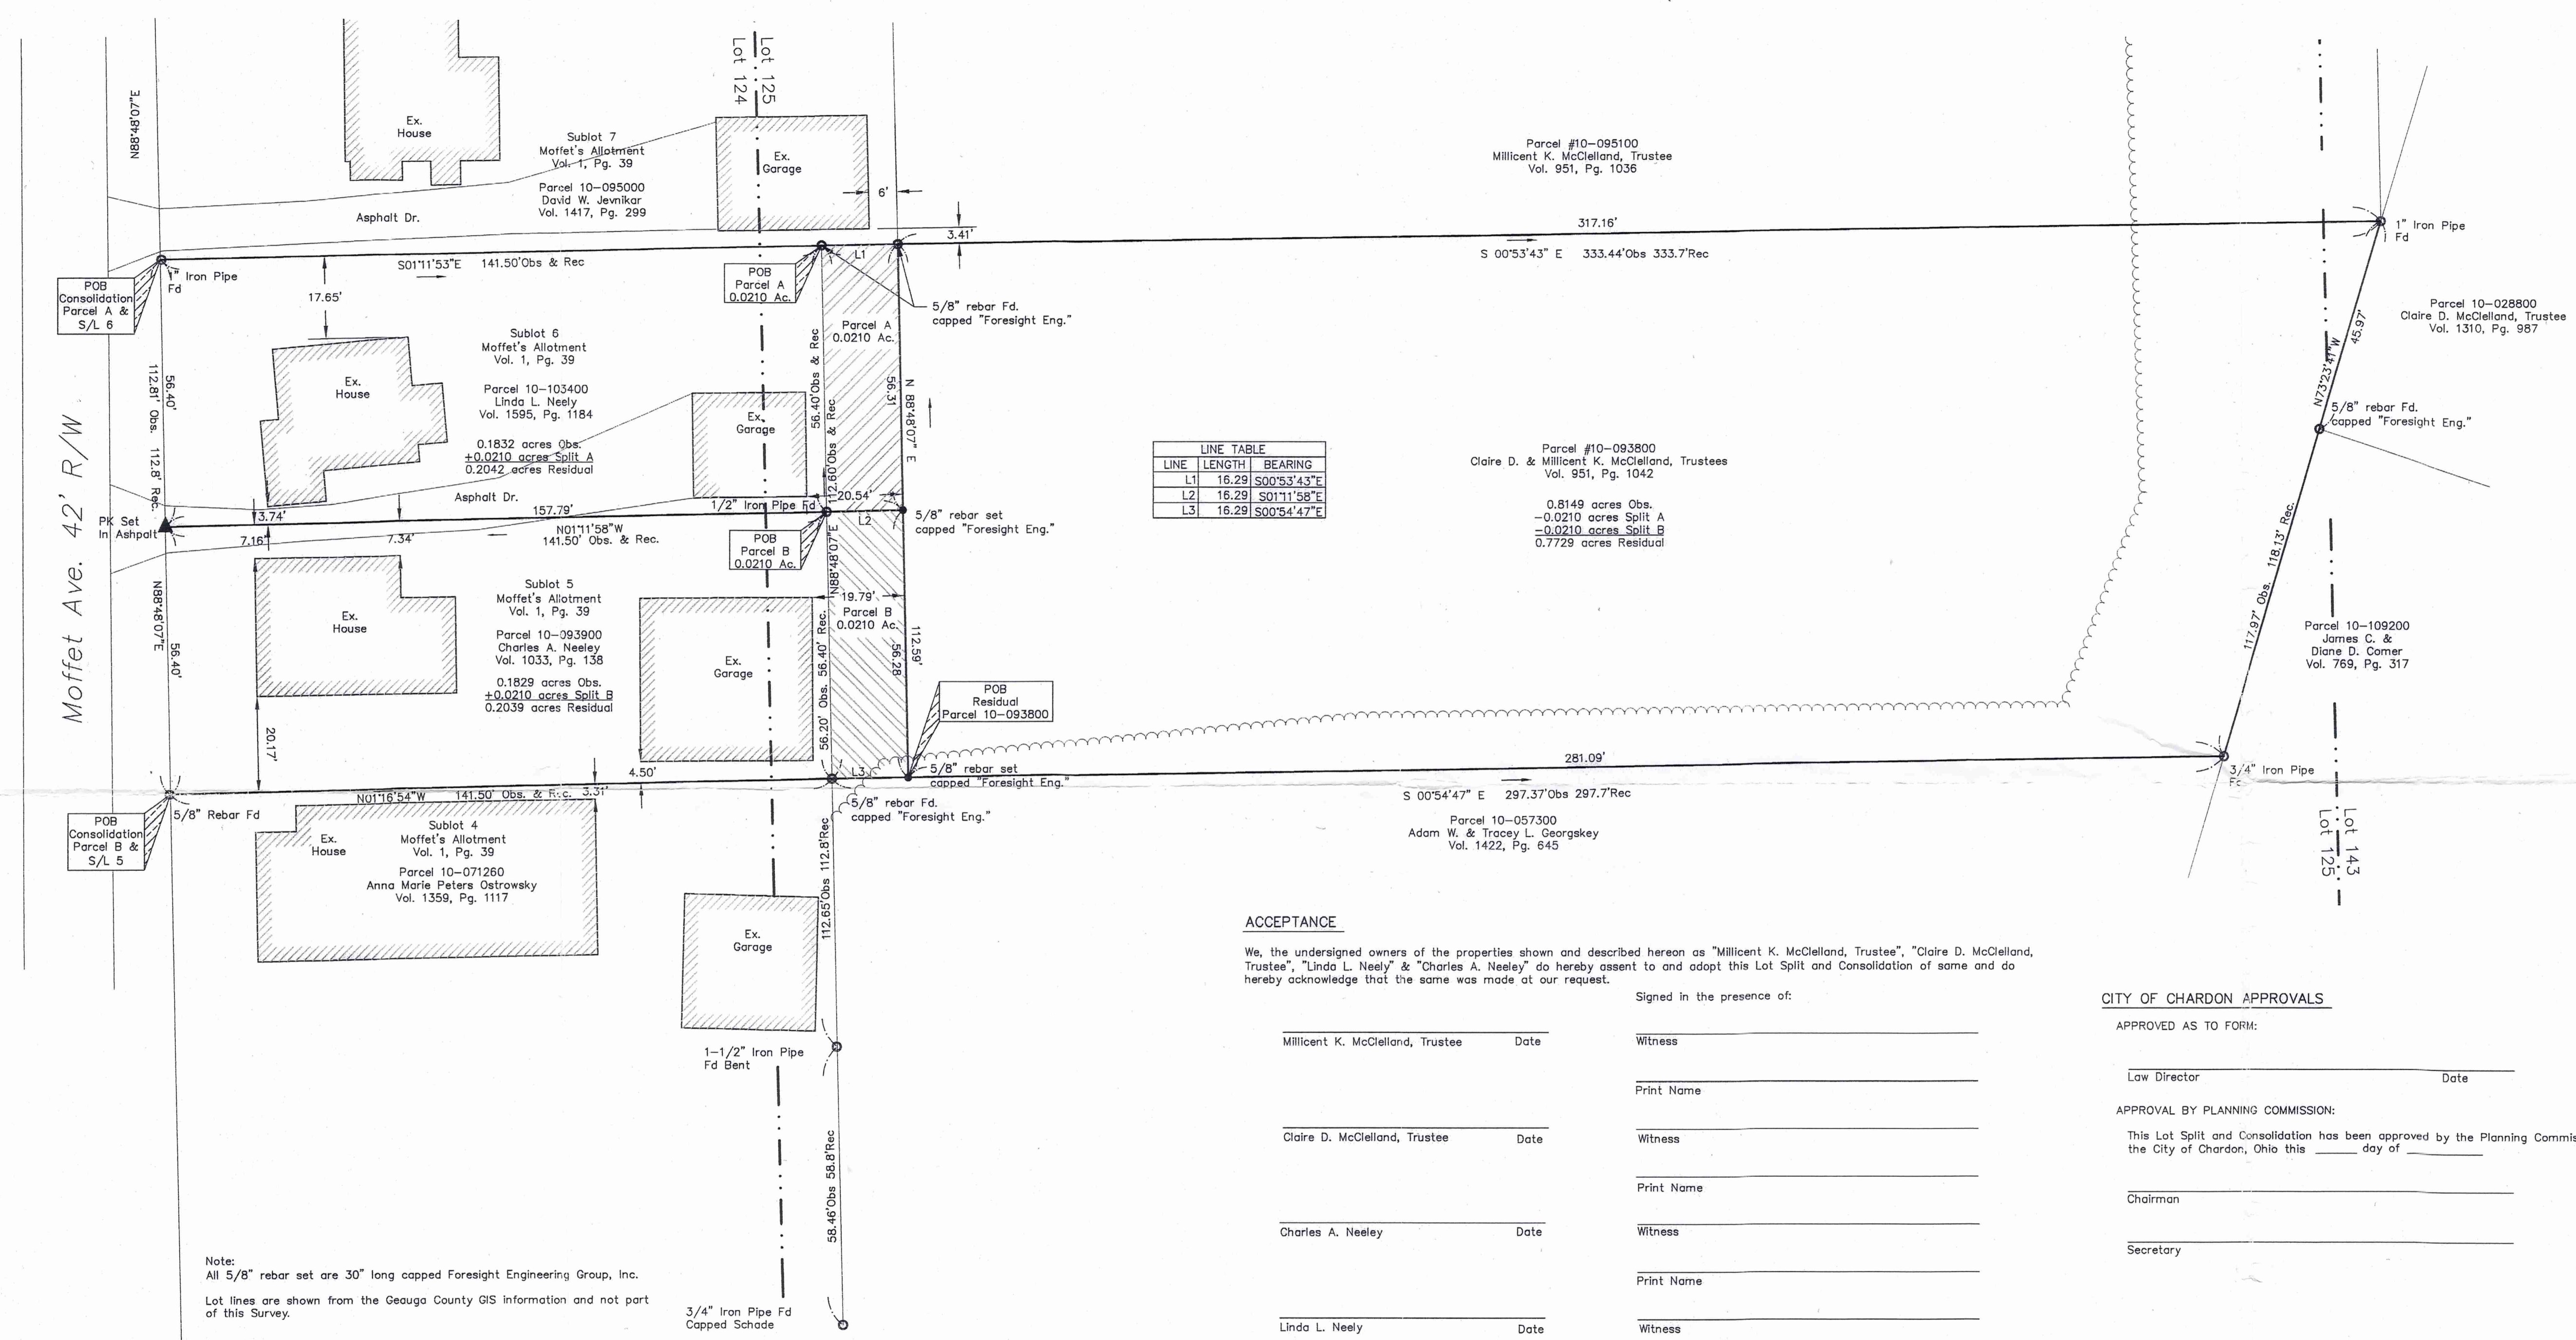 Lot 125
Lot 124
N88°48'07"E
Ex.
House
Sublot 7
Moffet's Allotment
Vol. 1, Pg. 39
Parcel 10-095000
David W. Jevnikar
Vol. 1417, Pg. 299
Ex.
Garage
6'
3.41'
Asphalt Dr.
Parcel #10-095100
Millicent K. McClelland, Trustee
Vol. 951, Pg. 1036
317.16'
S 00°53'43" E 333.44'Obs 333.7'Rec
1" Iron Pipe
Fd
S01°11'53"E 141.50'Obs & Rec
1" Iron Pipe
Fd
POB
Consolidation
Parcel A &
S/L 6
17.65'
POB
Parcel A
0.0210 Ac.
L1
5/8" rebar Fd.
capped "Foresight Eng."
Parcel A
0.0210 Ac.
56.40'Obs & Rec
112.60'Obs & Rec
56.31
N 88°48'07" E
Sublot 6
Moffet's Allotment
Vol. 1, Pg. 39
Parcel 10-103400
Linda L. Neely
Vol. 1595, Pg. 1184
0.1832 acres Obs.
+0.0210 acres Split A
0.2042 acres Residual
Ex.
House
Ex.
Garage
56.40'
112.81' Obs. 112.8' Rec.
Moffet Ave. 42' R/W
Asphalt Dr.
PK Set
In Ashpalt
3.74'
7.16'
7.34'
157.79'
N01°11'58"W
141.50' Obs. & Rec.
1/2" Iron Pipe Fd
20.54'
L2
5/8" rebar set
capped "Foresight Eng."
POB
Parcel B
0.0210 Ac.
LINE TABLE
LINE LENGTH BEARING
L1 16.29 S00°53'43"E
L2 16.29 S01°11'58"E
L3 16.29 S00°54'47"E
Parcel #10-093800
Claire D. & Millicent K. McClelland, Trustees
Vol. 951, Pg. 1042
0.8149 acres Obs.
-0.0210 acres Split A
-0.0210 acres Split B
0.7729 acres Residual
Parcel 10-028800
Claire D. McClelland, Trustee
Vol. 1310, Pg. 987
45.97'
N73°23'41"W
5/8" rebar Fd.
capped "Foresight Eng."
117.97' Obs. 118.13' Rec.
Parcel 10-109200
James C. &
Diane D. Comer
Vol. 769, Pg. 317
N88°48'07"E
56.40'
Ex.
House
Sublot 5
Moffet's Allotment
Vol. 1, Pg. 39
Parcel 10-093900
Charles A. Neeley
Vol. 1033, Pg. 138
0.1829 acres Obs.
+0.0210 acres Split B
0.2039 acres Residual
Ex.
Garage
N88°48'07"E
19.79'
Parcel B
0.0210 Ac.
56.20' Obs. 56.40' Rec.
56.28
112.59'
POB
Residual
Parcel 10-093800
20.17'
4.50'
L3
5/8" rebar set
capped "Foresight Eng."
281.09'
S 00°54'47" E 297.37'Obs 297.7'Rec
3/4" Iron Pipe
Fd
N01°16'54"W 141.50' Obs. & Rec. 3.31'
5/8" Rebar Fd
5/8" rebar Fd.
capped "Foresight Eng."
POB
Consolidation
Parcel B &
S/L 5
Ex.
House
Sublot 4
Moffet's Allotment
Vol. 1, Pg. 39
Parcel 10-071260
Anna Marie Peters Ostrowsky
Vol. 1359, Pg. 1117
Parcel 10-057300
Adam W. & Tracey L. Georgskey
Vol. 1422, Pg. 645
Lot 143
Lot 125
Ex.
Garage
112.65'Obs 112.8'Rec
1-1/2" Iron Pipe
Fd Bent
58.46'Obs 58.8'Rec
3/4" Iron Pipe Fd
Capped Schade
Note:
All 5/8" rebar set are 30" long capped Foresight Engineering Group, Inc.
Lot lines are shown from the Geauga County GIS information and not part
of this Survey.
ACCEPTANCE
We, the undersigned owners of the properties shown and described hereon as "Millicent K. McClelland, Trustee", "Claire D. McClelland,
Trustee", "Linda L. Neely" & "Charles A. Neeley" do hereby assent to and adopt this Lot Split and Consolidation of same and do
hereby acknowledge that the same was made at our request.
Signed in the presence of:
Millicent K. McClelland, Trustee Date
Witness
Print Name
Claire D. McClelland, Trustee Date
Witness
Print Name
Charles A. Neeley Date
Witness
Print Name
Linda L. Neely Date
Witness
CITY OF CHARDON APPROVALS
APPROVED AS TO FORM:
Law Director Date
APPROVAL BY PLANNING COMMISSION:
This Lot Split and Consolidation has been approved by the Planning Commis
the City of Chardon, Ohio this ______ day of ___________
Chairman
Secretary